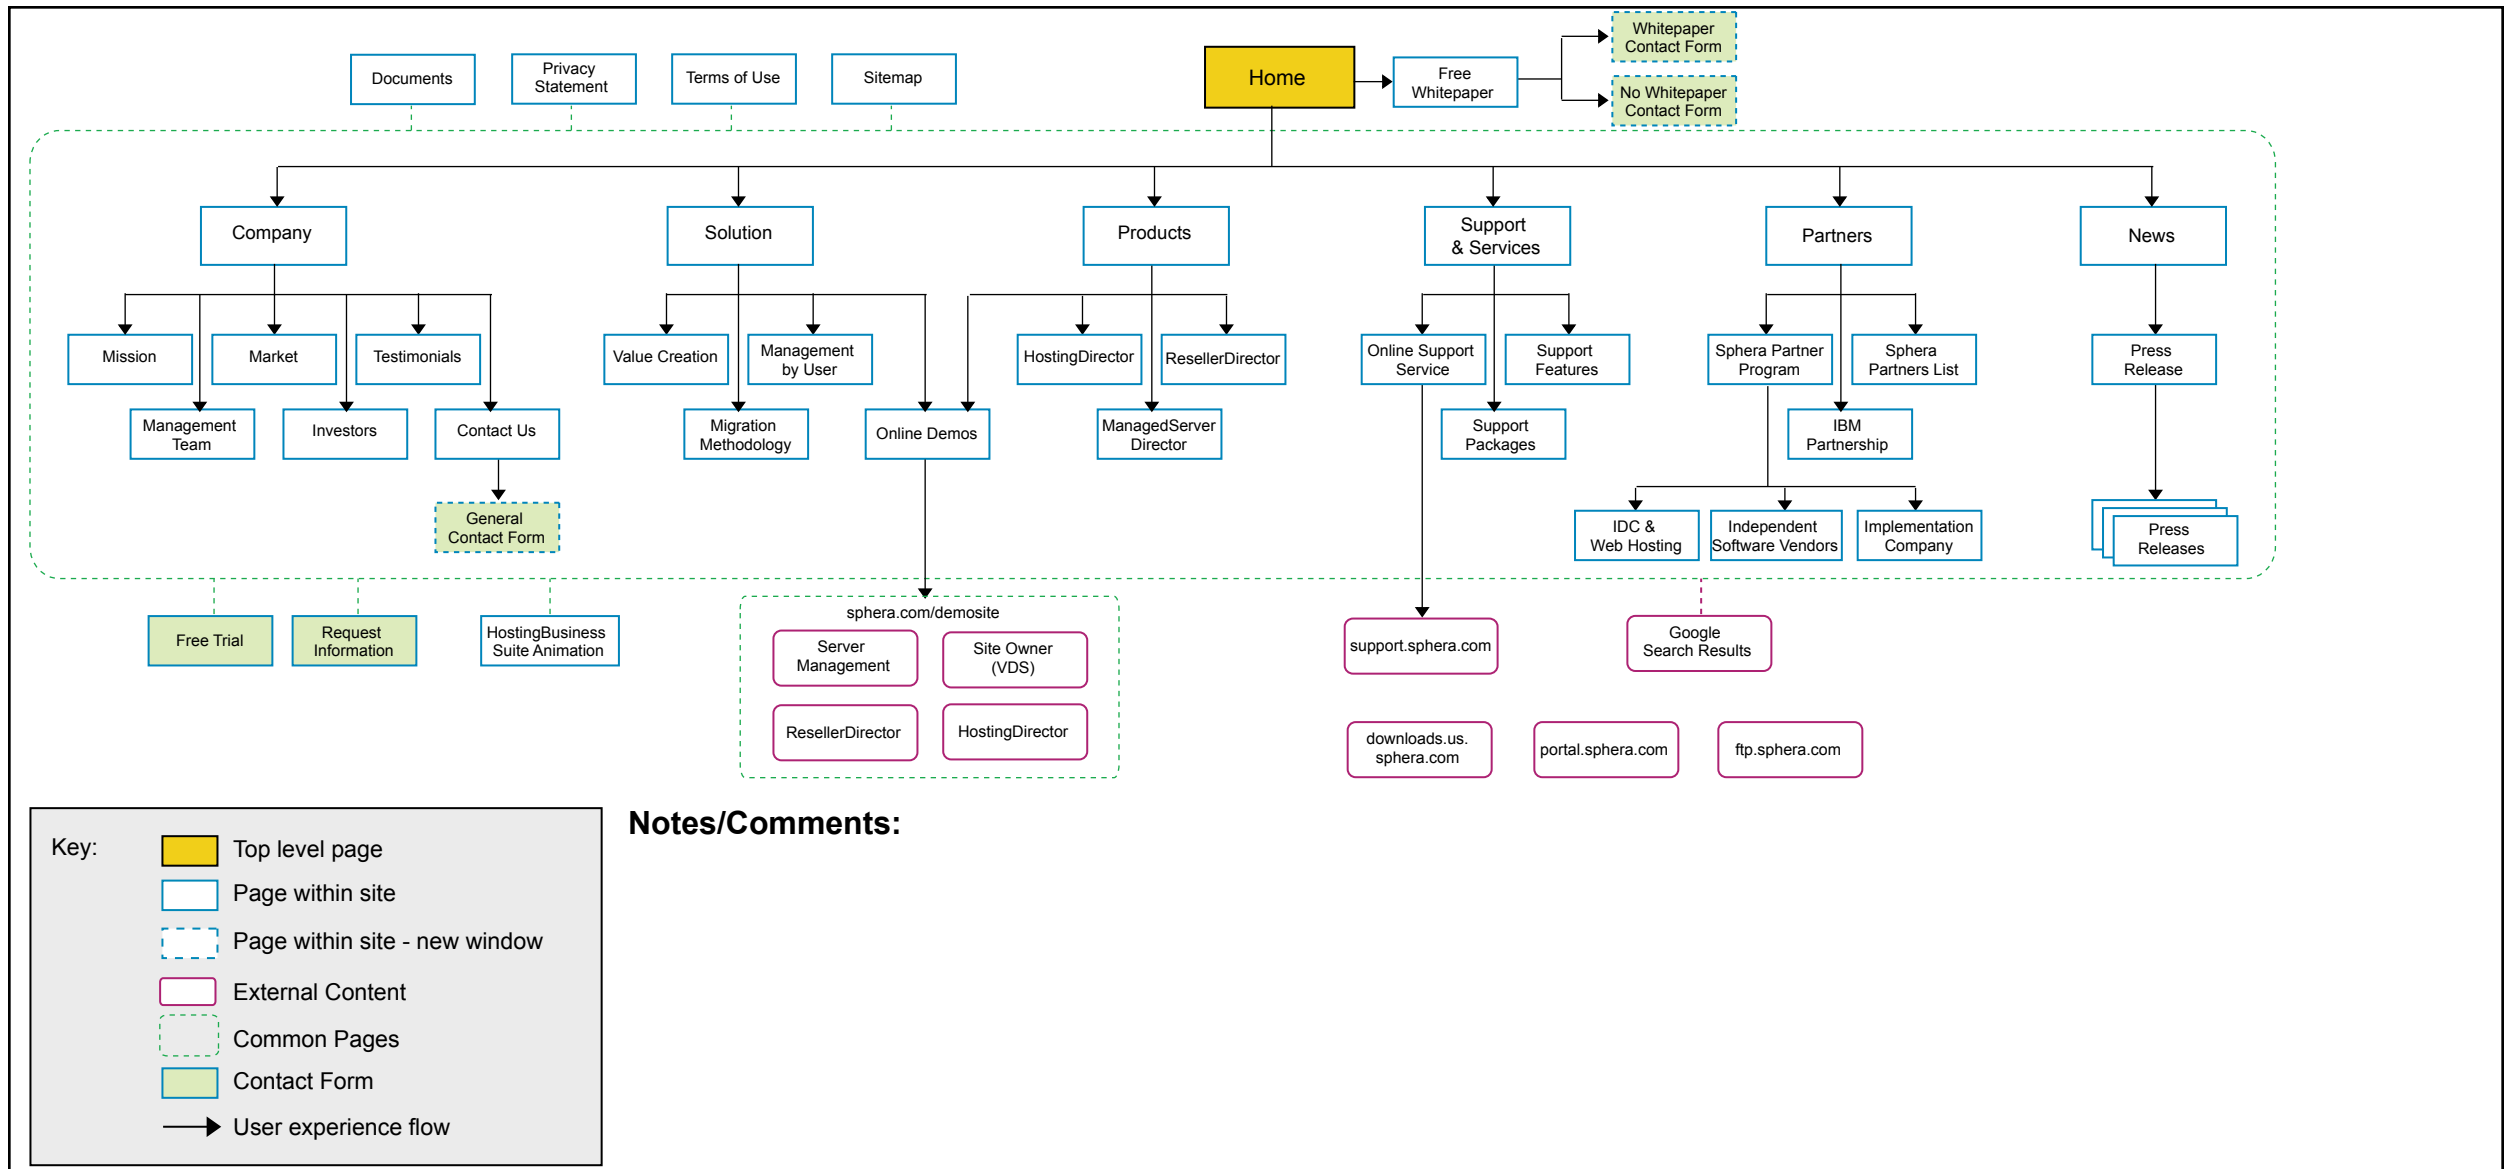 Whitepaper
Contact Form
Documents
Privacy
Statement
Terms of Use
Sitemap
Home
Free
Whitepaper
No Whitepaper
Contact Form
Company
Solution
Products
Support
& Services
Partners
News
Mission
Market
Testimonials
Value Creation
Management
by User
HostingDirector
ResellerDirector
Online Support
Service
Support
Features
Sphera Partner
Program
Sphera
Partners List
Press
Release
Management
Team
Investors
Contact Us
Migration
Methodology
Online Demos
ManagedServer
Director
Support
Packages
IBM
Partnership
General
Contact Form
IDC &
Web Hosting
Independent
Software Vendors
Implementation
Company
Press
Releases
Free Trial
Request
Information
HostingBusiness
Suite Animation
sphera.com/demosite
Server
Management
Site Owner
(VDS)
ResellerDirector
HostingDirector
support.sphera.com
Google
Search Results
downloads.us.
sphera.com
portal.sphera.com
ftp.sphera.com
Notes/Comments:
Key:
Top level page
Page within site
Page within site - new window
External Content
Common Pages
Contact Form
User experience flow